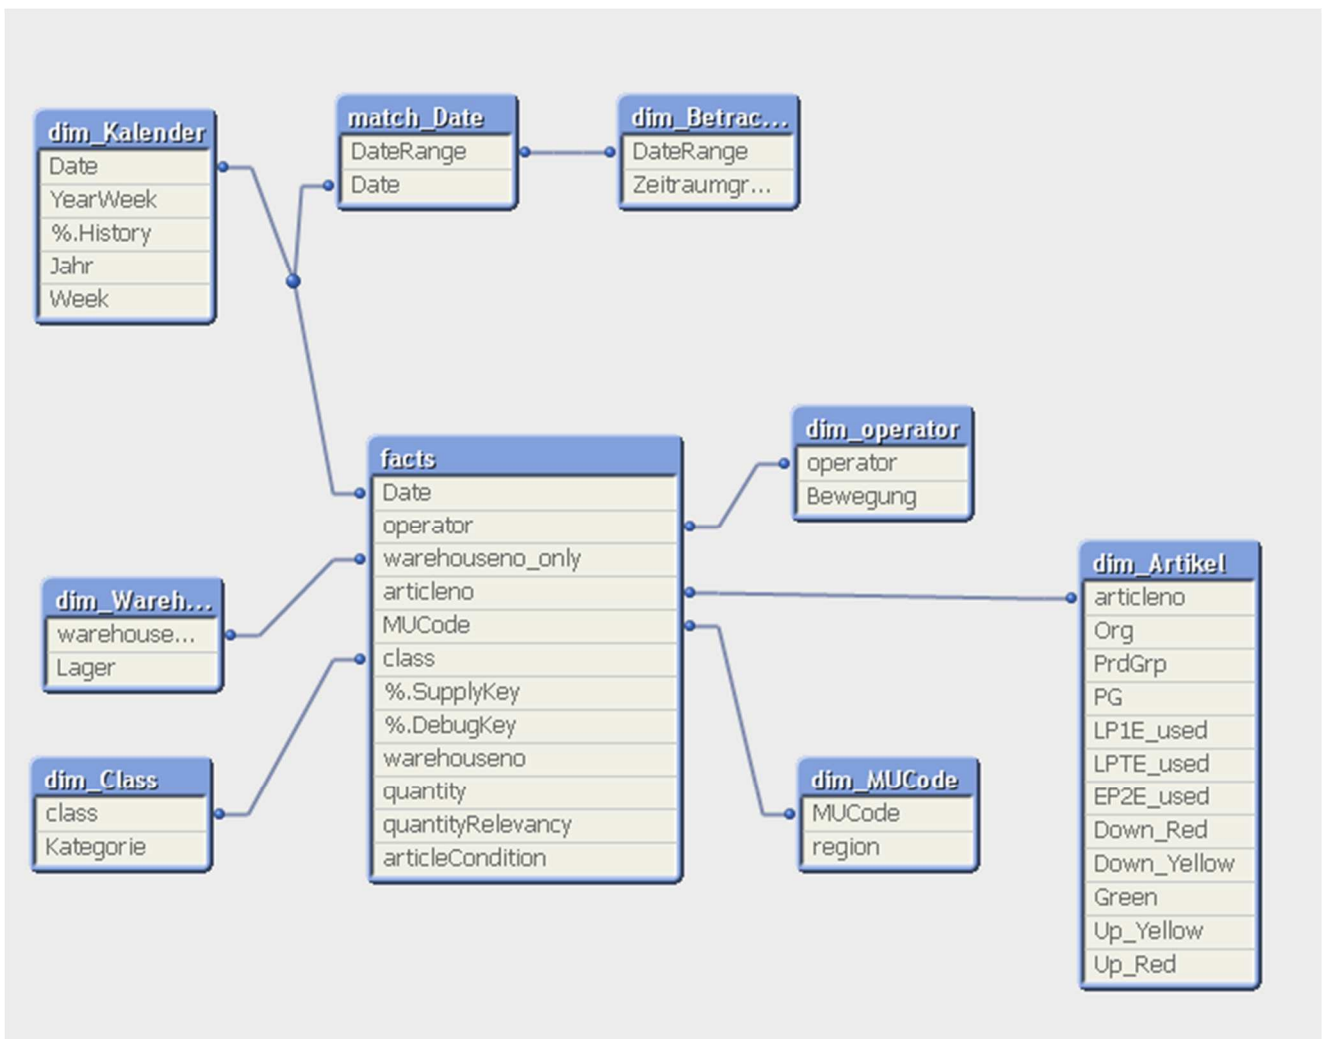 dim_Kalender
Date
YearWeek
%.History
Jahr
Week
match_Date
DateRange
Date
dim_Betrac...
DateRange
Zeitraumgr...
facts
Date
operator
warehouseno_only
articleno
MUCode
class
%.SupplyKey
%.DebugKey
warehouseno
quantity
quantityRelevancy
articleCondition
dim_operator
operator
Bewegung
dim_Wareh...
warehouse...
Lager
dim_Class
class
Kategorie
dim_MUCode
MUCode
region
dim_Artikel
articleno
Org
PrdGrp
PG
LP1E_used
LPTE_used
EP2E_used
Down_Red
Down_Yellow
Green
Up_Yellow
Up_Red